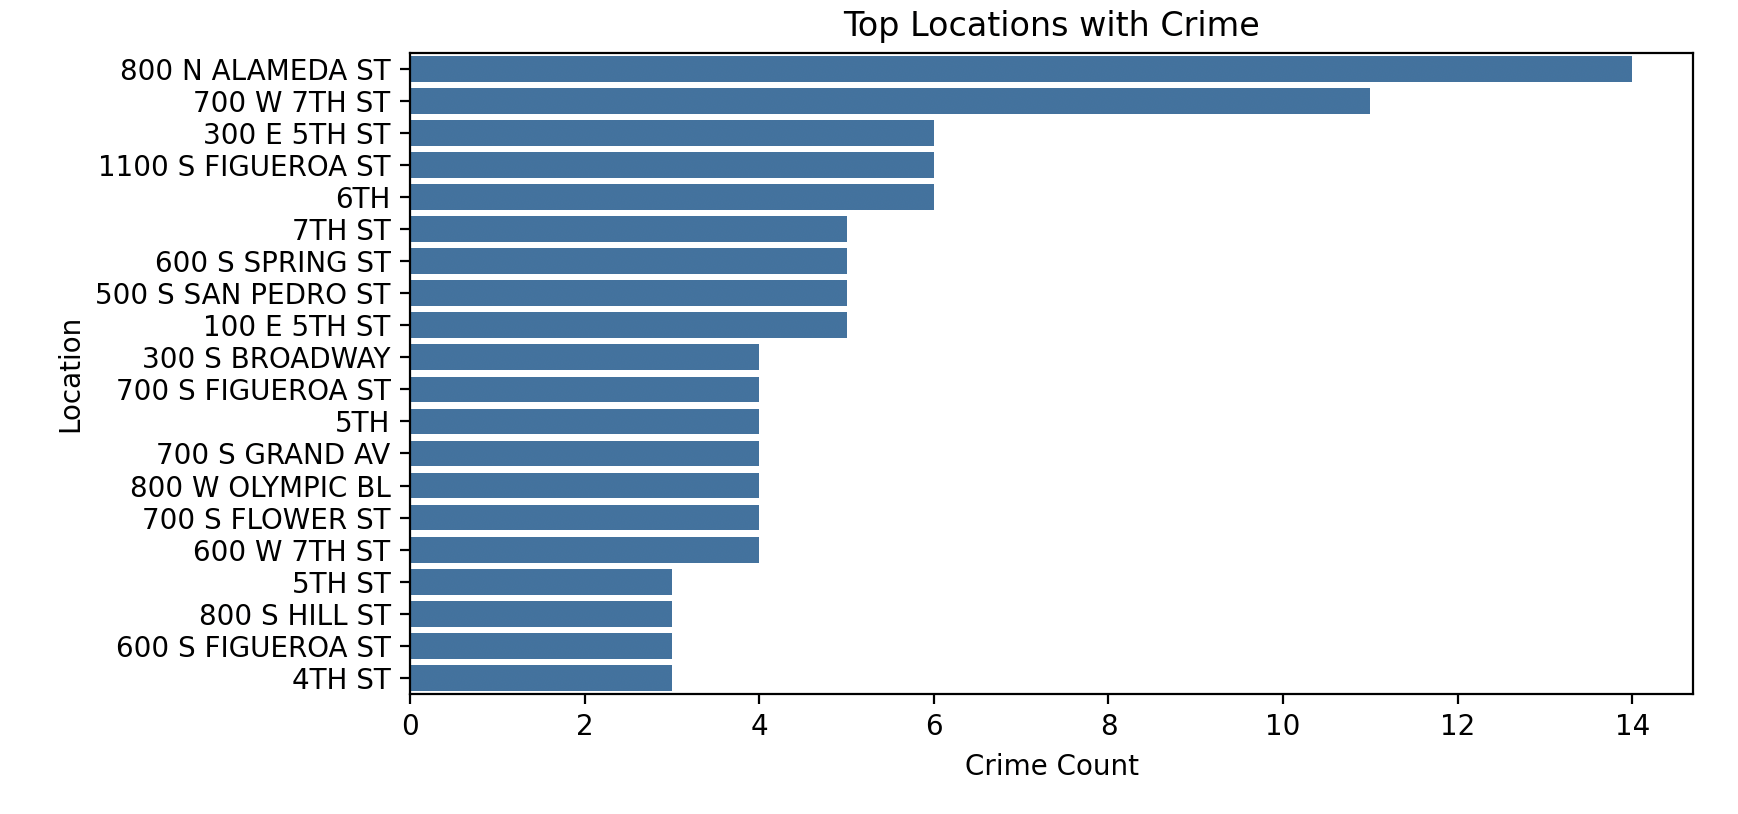 Top Locations with Crime
800 N ALAMEDA ST
700 W 7TH ST
300 E 5TH ST
1100 S FIGUEROA ST
6TH
7TH ST
600 S SPRING ST
500 S SAN PEDRO ST
100 E 5TH ST
300 S BROADWAY
700 S FIGUEROA ST
5TH
700 S GRAND AV
800 W OLYMPIC BL
700 S FLOWER ST
600 W 7TH ST
5TH ST
800 S HILL ST
600 S FIGUEROA ST
4TH ST
Location
0 2 4 6 8 10 12 14
Crime Count